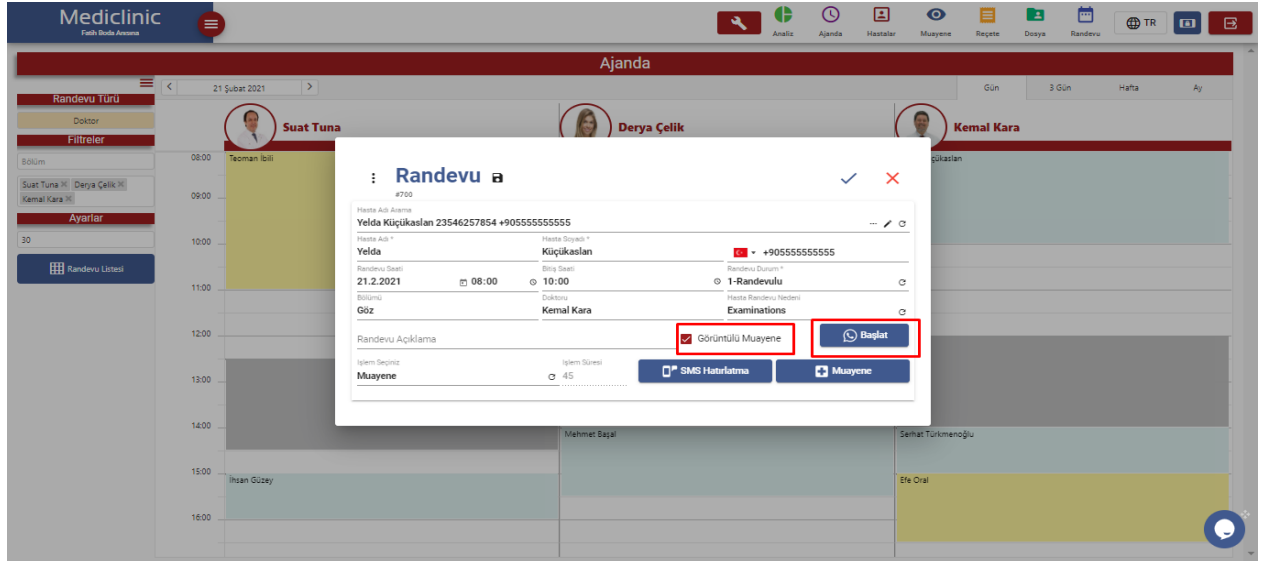 Mediclinic
Fatih Boda Arısına
Analiz
Ajanda
Hastalar
Muayene
Reçete
Dosya
Randevu
TR
Ajanda
Randevu Türü
Doktor
Filtreler
Bölüm
Suat Tuna Derya Çelik
Kemal Kara
Ayarlar
30
Randevu Listesi
21 Şubat 2021
Gün
3 Gün
Hafta
Ay
Suat Tuna
Derya Çelik
Kemal Kara
08:00
09:00
10:00
11:00
12:00
13:00
14:00
15:00
16:00
Teoman İbili
Randevu
#700
Hasta Adı Arama
Yelda Küçükaslan 23546257854 +905555555555
Hasta Adı *
Yelda
Hasta Soyadı *
Küçükaslan
+905555555555
Randevu Saati
21.2.2021
08:00
Bitiş Saati
10:00
Randevu Durum *
1-Randevulu
Bölümü
Göz
Doktoru
Kemal Kara
Hasta Randevu Nedeni
Examinations
Randevu Açıklama
Görüntülü Muayene
Başlat
İşlem Seçiniz
Muayene
İşlem Süresi
45
SMS Hatırlatma
Muayene
Mehmet Başal
Serhat Türkmenoğlu
İhsan Güzey
Efe Oral